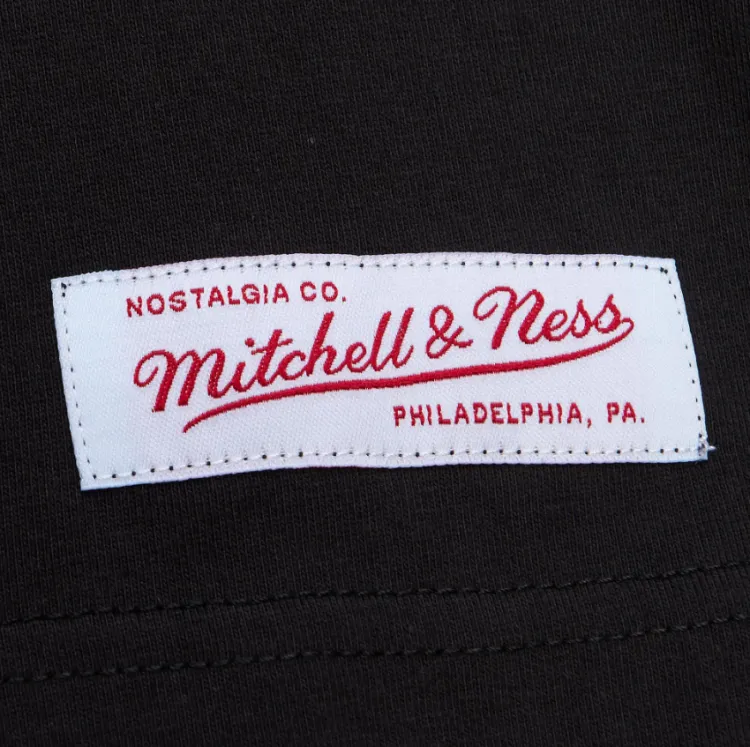 NOSTALGIA CO.
Mitchell & Ness
PHILADELPHIA, PA.